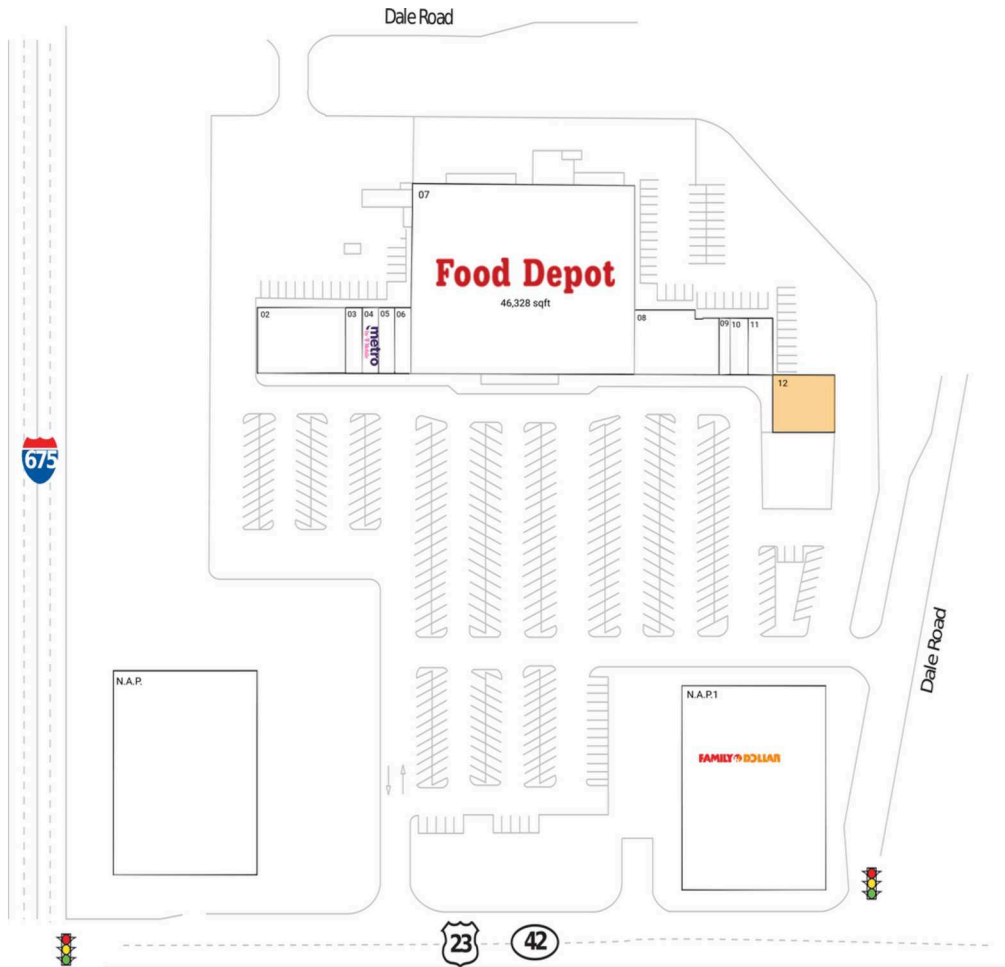 Dale Road
07
Food Depot
46,328 sqft
02
03
04
05
06
metro
08
09
10
11
12
675
Dale Road
N.A.P.
N.A.P.1
FAMILY DOLLAR
23
42